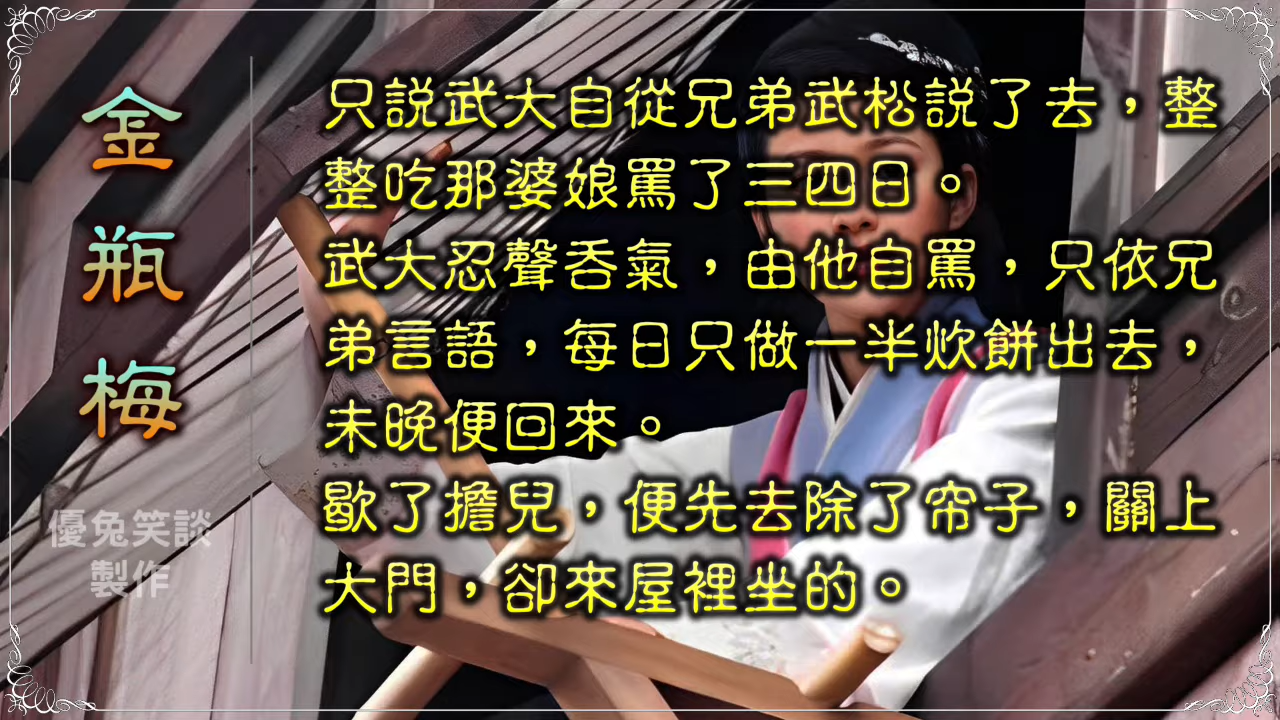 金瓶梅
只説武大自從兄弟武松説了去，整
整吃那婆娘罵了三四日。
武大忍聲吞氣，由他自罵，只依兄
弟言語，每日只做一半炊餅出去，
未晚便回來。
歇了擔兒，便先去除了帘子，關上
大門，卻來屋裡坐的。
優兔笑談
製作